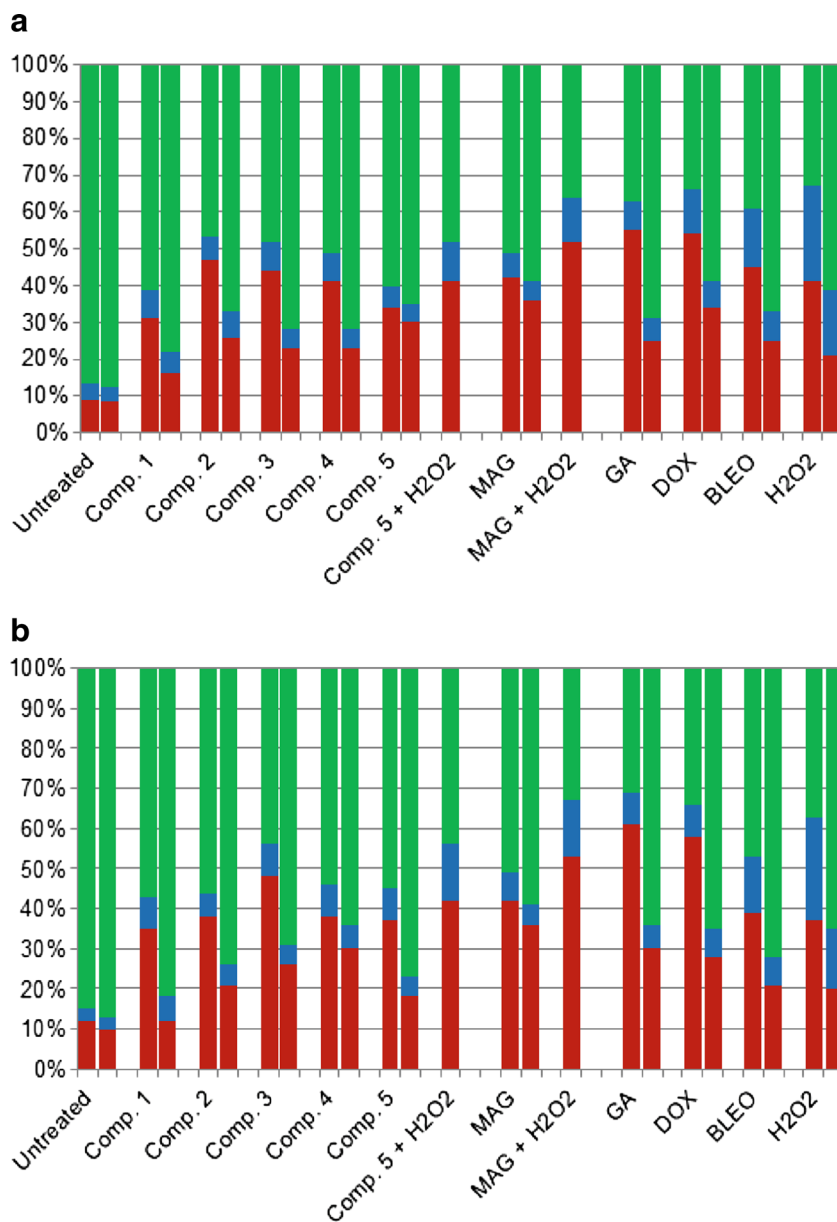 a
100%
90%
80%
70%
60%
50%
40%
30%
20%
10%
0%
Untreated
Comp. 1
Comp. 2
Comp. 3
Comp. 4
Comp. 5
Comp. 5 + H2O2
MAG
MAG + H2O2
GA
DOX
BLEO
H2O2
b
100%
90%
80%
70%
60%
50%
40%
30%
20%
10%
0%
Untreated
Comp. 1
Comp. 2
Comp. 3
Comp. 4
Comp. 5
Comp. 5 + H2O2
MAG
MAG + H2O2
GA
DOX
BLEO
H2O2